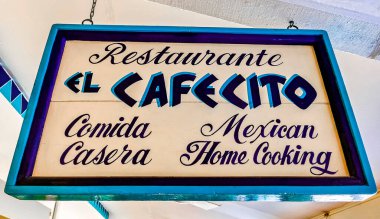 Restaurante
EL CAFECITO
Comida
Casera
Mexican
Home Cooking